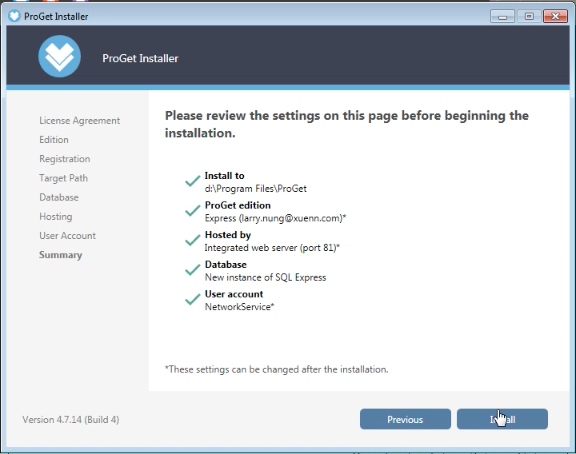 ProGet Installer
ProGet Installer
License Agreement
Edition
Registration
Target Path
Database
Hosting
User Account
Summary
Please review the settings on this page before beginning the
installation.
Install to
d:\Program Files\ProGet
ProGet edition
Express (larry.nung@xuenn.com)*
Hosted by
Integrated web server (port 81)*
Database
New instance of SQL Express
User account
NetworkService*
*These settings can be changed after the installation.
Version 4.7.14 (Build 4)
Previous
Install